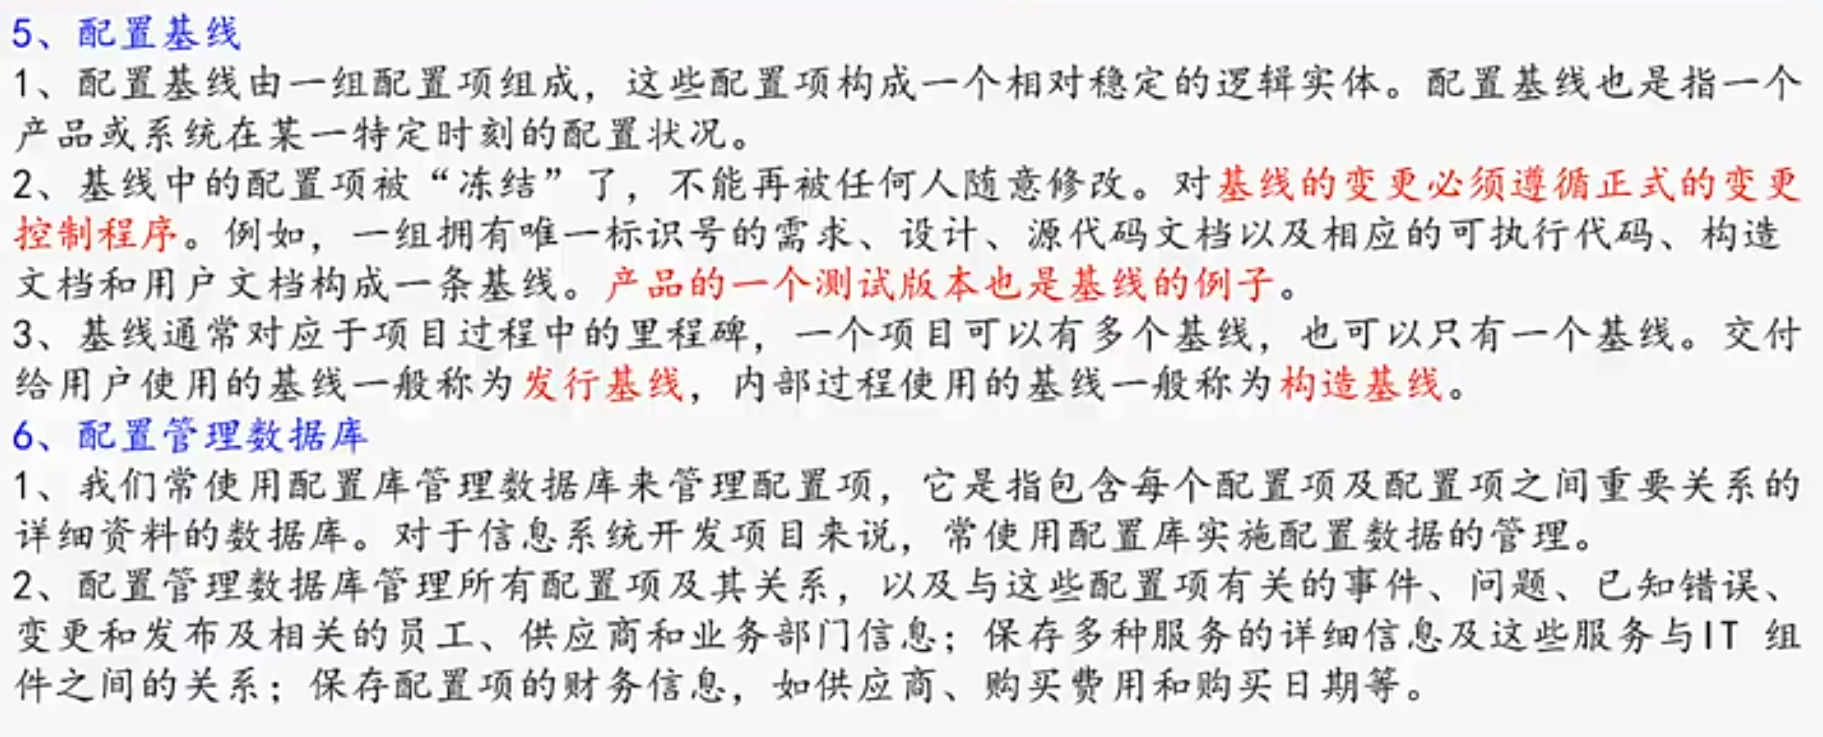 5、配置基线
1、配置基线由一组配置项组成，这些配置项构成一个相对稳定的逻辑实体。配置基线也是指一个
产品或系统在某一特定时刻的配置状况。
2、基线中的配置项被“冻结”了，不能再被任何人随意修改。对基线的变更必须遵循正式的变更
控制程序。例如，一组拥有唯一标识号的需求、设计、源代码文档以及相应的可执行代码、构造
文档和用户文档构成一条基线。产品的一个测试版本也是基线的例子。
3、基线通常对应于项目过程中的里程碑，一个项目可以有多个基线，也可以只有一个基线。交付
给用户使用的基线一般称为发行基线，内部过程使用的基线一般称为构造基线。
6、配置管理数据库
1、我们常使用配置库管理数据库来管理配置项，它是指包含每个配置项及配置项之间重要关系的
详细资料的数据库。对于信息系统开发项目来说，常使用配置库实施配置数据的管理。
2、配置管理数据库管理所有配置项及其关系，以及与这些配置项有关的事件、问题、已知错误、
变更和发布及相关的员工、供应商和业务部门信息；保存多种服务的详细信息及这些服务与IT 组
件之间的关系；保存配置项的财务信息，如供应商、购买费用和购买日期等。